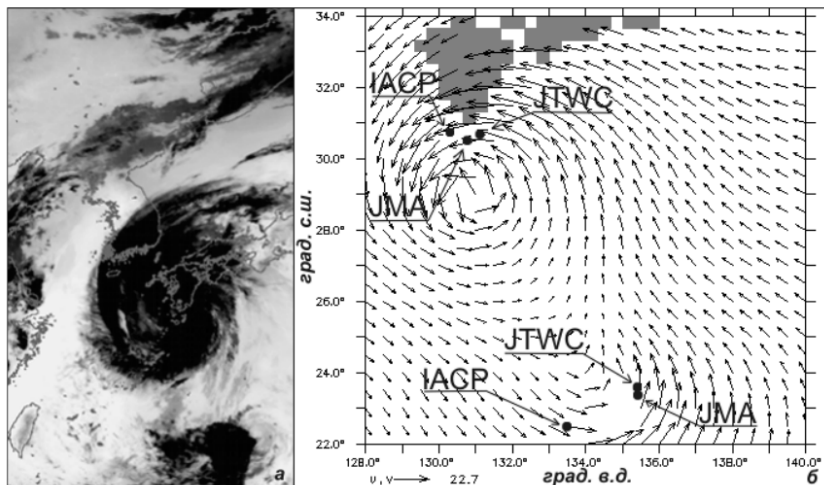 а
34.0°
32.0°
30.0°
28.0°
26.0°
24.0°
22.0°
град. с.ш.
IACP
JTWC
JMA
JTWC
IACP
JMA
128.0°
130.0°
132.0°
134.0°
136.0°
138.0°
140.0°
υ, ν
22.7
град. в.д.
б